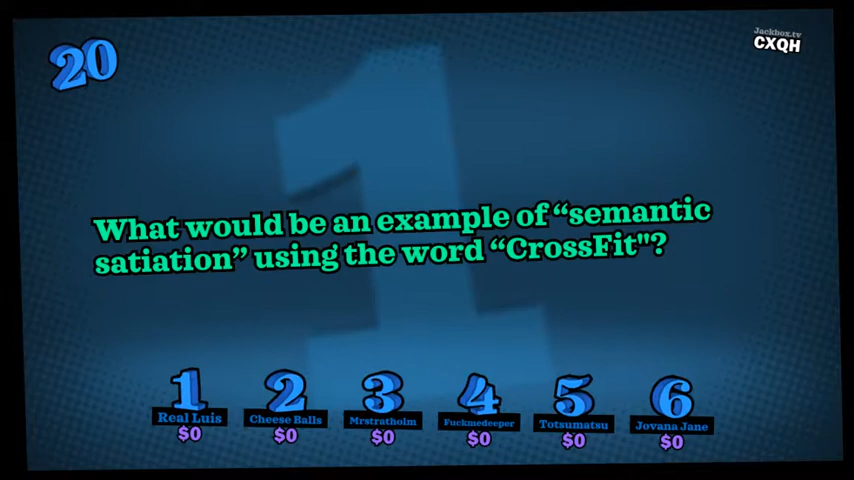 20
Jackbox.tv
CXQH
1
What would be an example of “semantic
satiation” using the word “CrossFit"?
1 2 3 4 5 6
Real Luis Cheese Balls Mrstratholm Fuckmedeeper Totsumatsu Jovana Jane
$0 $0 $0 $0 $0 $0